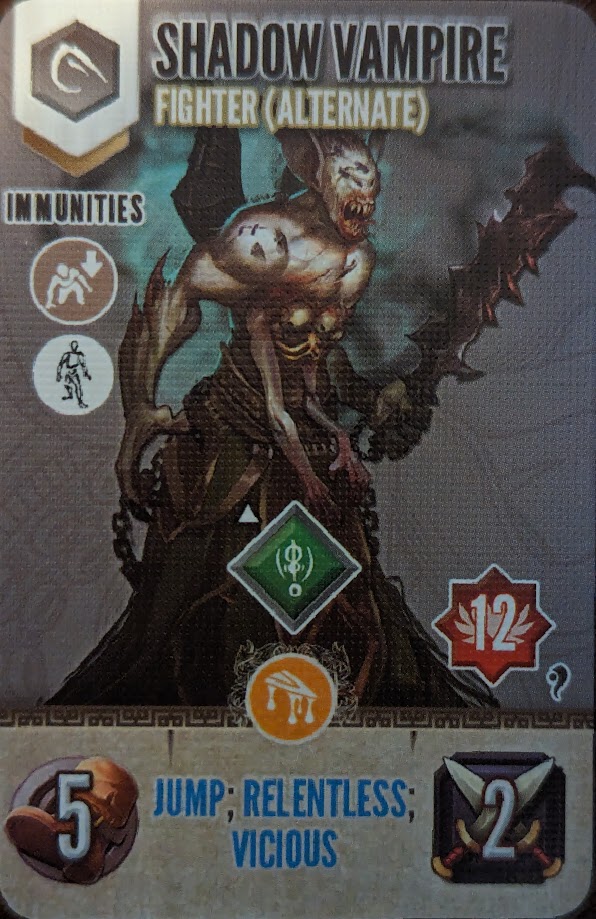 SHADOW VAMPIRE
FIGHTER (ALTERNATE)
IMMUNITIES
12
5
JUMP; RELENTLESS;
VICIOUS
2